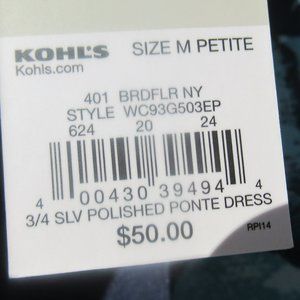 KOHL'S SIZE M PETITE
Kohls.com
401 BRDFLR NY
STYLE WC93G503EP
624 20 24
4 00430 39494 4
3/4 SLV POLISHED PONTE DRESS
$50.00 RPI14